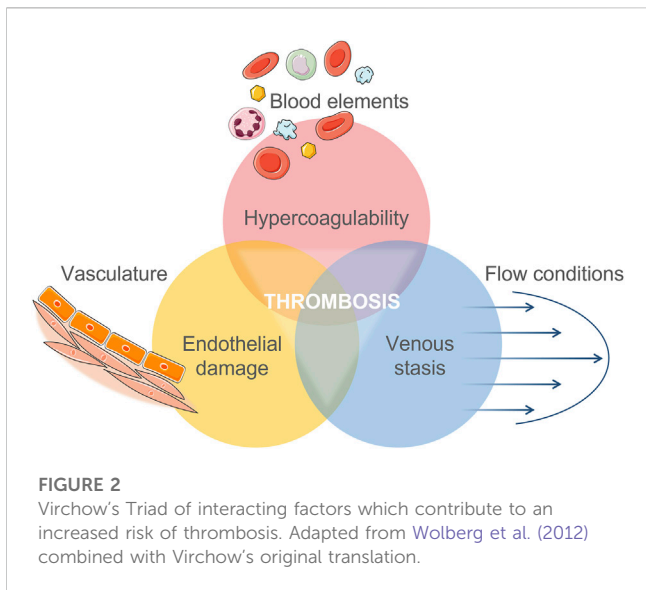 Blood elements
Hypercoagulability
Vasculature
Flow conditions
THROMBOSIS
Endothelial
damage
Venous
stasis
FIGURE 2
Virchow’s Triad of interacting factors which contribute to an
increased risk of thrombosis. Adapted from Wolberg et al. (2012)
combined with Virchow’s original translation.